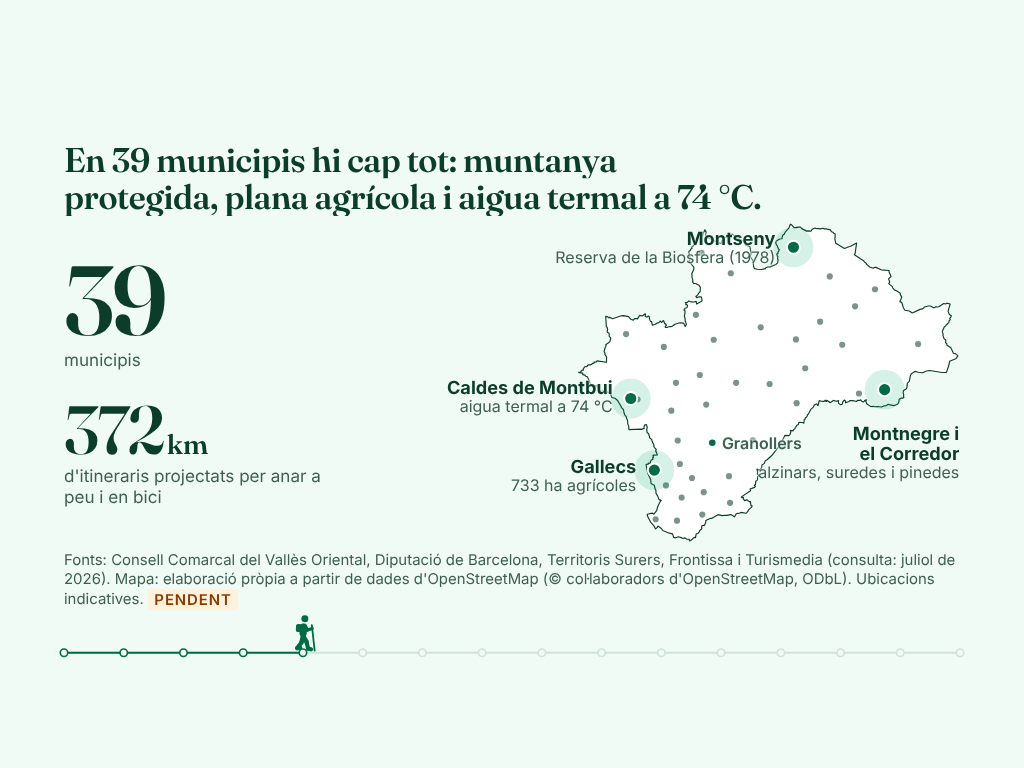 En 39 municipis hi cap tot: muntanya
protegida, plana agrícola i aigua termal a 74 °C.
39
municipis
372 km
d'itineraris projectats per anar a
peu i en bici
Montseny
Reserva de la Biosfera (1978)
Caldes de Montbui
aigua termal a 74 °C
Granollers
Montnegre i
el Corredor
alzinars, suredes i pinedes
Gallecs
733 ha agrícoles
Fonts: Consell Comarcal del Vallès Oriental, Diputació de Barcelona, Territoris Surers, Frontissa i Turismedia (consulta: juliol de
2026). Mapa: elaboració pròpia a partir de dades d'OpenStreetMap (© col·laboradors d'OpenStreetMap, ODbL). Ubicacions
indicatives. PENDENT